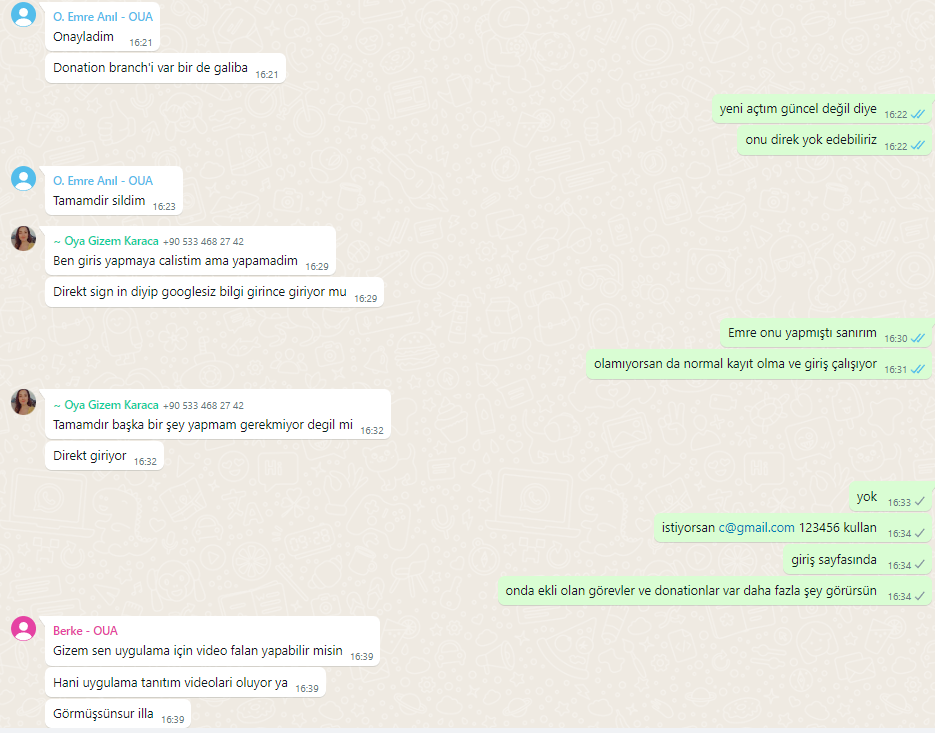 O. Emre Anıl - OUA
Onayladim 16:21
Donation branch'i var bir de galiba 16:21
yeni açtım güncel değil diye 16:22
onu direk yok edebiliriz 16:22
O. Emre Anıl - OUA
Tamamdir sildim 16:23
~ Oya Gizem Karaca +90 533 468 27 42
Ben giris yapmaya calistim ama yapamadim 16:29
Direkt sign in diyip googlesiz bilgi girince giriyor mu 16:29
Emre onu yapmıştı sanırım 16:30
olamıyorsan da normal kayıt olma ve giriş çalışıyor 16:31
~ Oya Gizem Karaca +90 533 468 27 42
Tamamdır başka bir şey yapmam gerekmiyor degil mi 16:32
Direkt giriyor 16:32
yok 16:33
istiyorsan c@gmail.com 123456 kullan 16:34
giriş sayfasında 16:34
onda ekli olan görevler ve donationlar var daha fazla şey görürsün 16:34
Berke - OUA
Gizem sen uygulama için video falan yapabilir misin 16:39
Hani uygulama tanıtım videolari oluyor ya 16:39
Görmüşsünsur illa 16:39